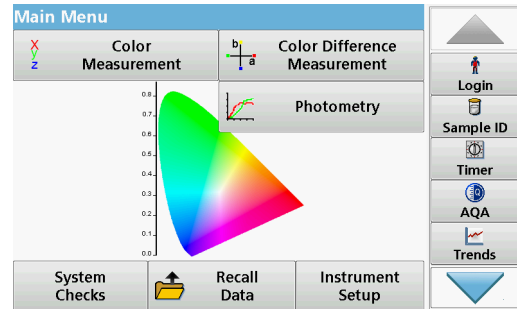 Main Menu
X
y
z
Color
Measurement
b
a
Color Difference
Measurement
Photometry
0.8
0.7
0.6
0.5
0.4
0.3
0.2
0.1
0.0
System
Checks
Recall
Data
Instrument
Setup
Login
Sample ID
Timer
AQA
Trends